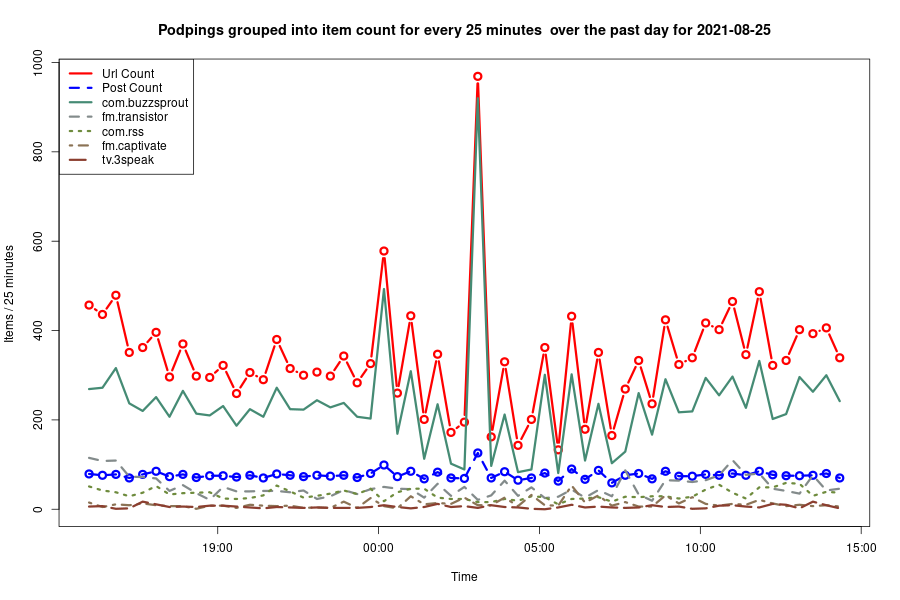 Podpings grouped into item count for every 25 minutes  over the past day for 2021-08-25
Url Count
Post Count
com.buzzsprout
fm.transistor
com.rss
fm.captivate
tv.3speak
Items / 25 minutes
1000
800
600
400
200
0
19:00
00:00
05:00
10:00
15:00
Time